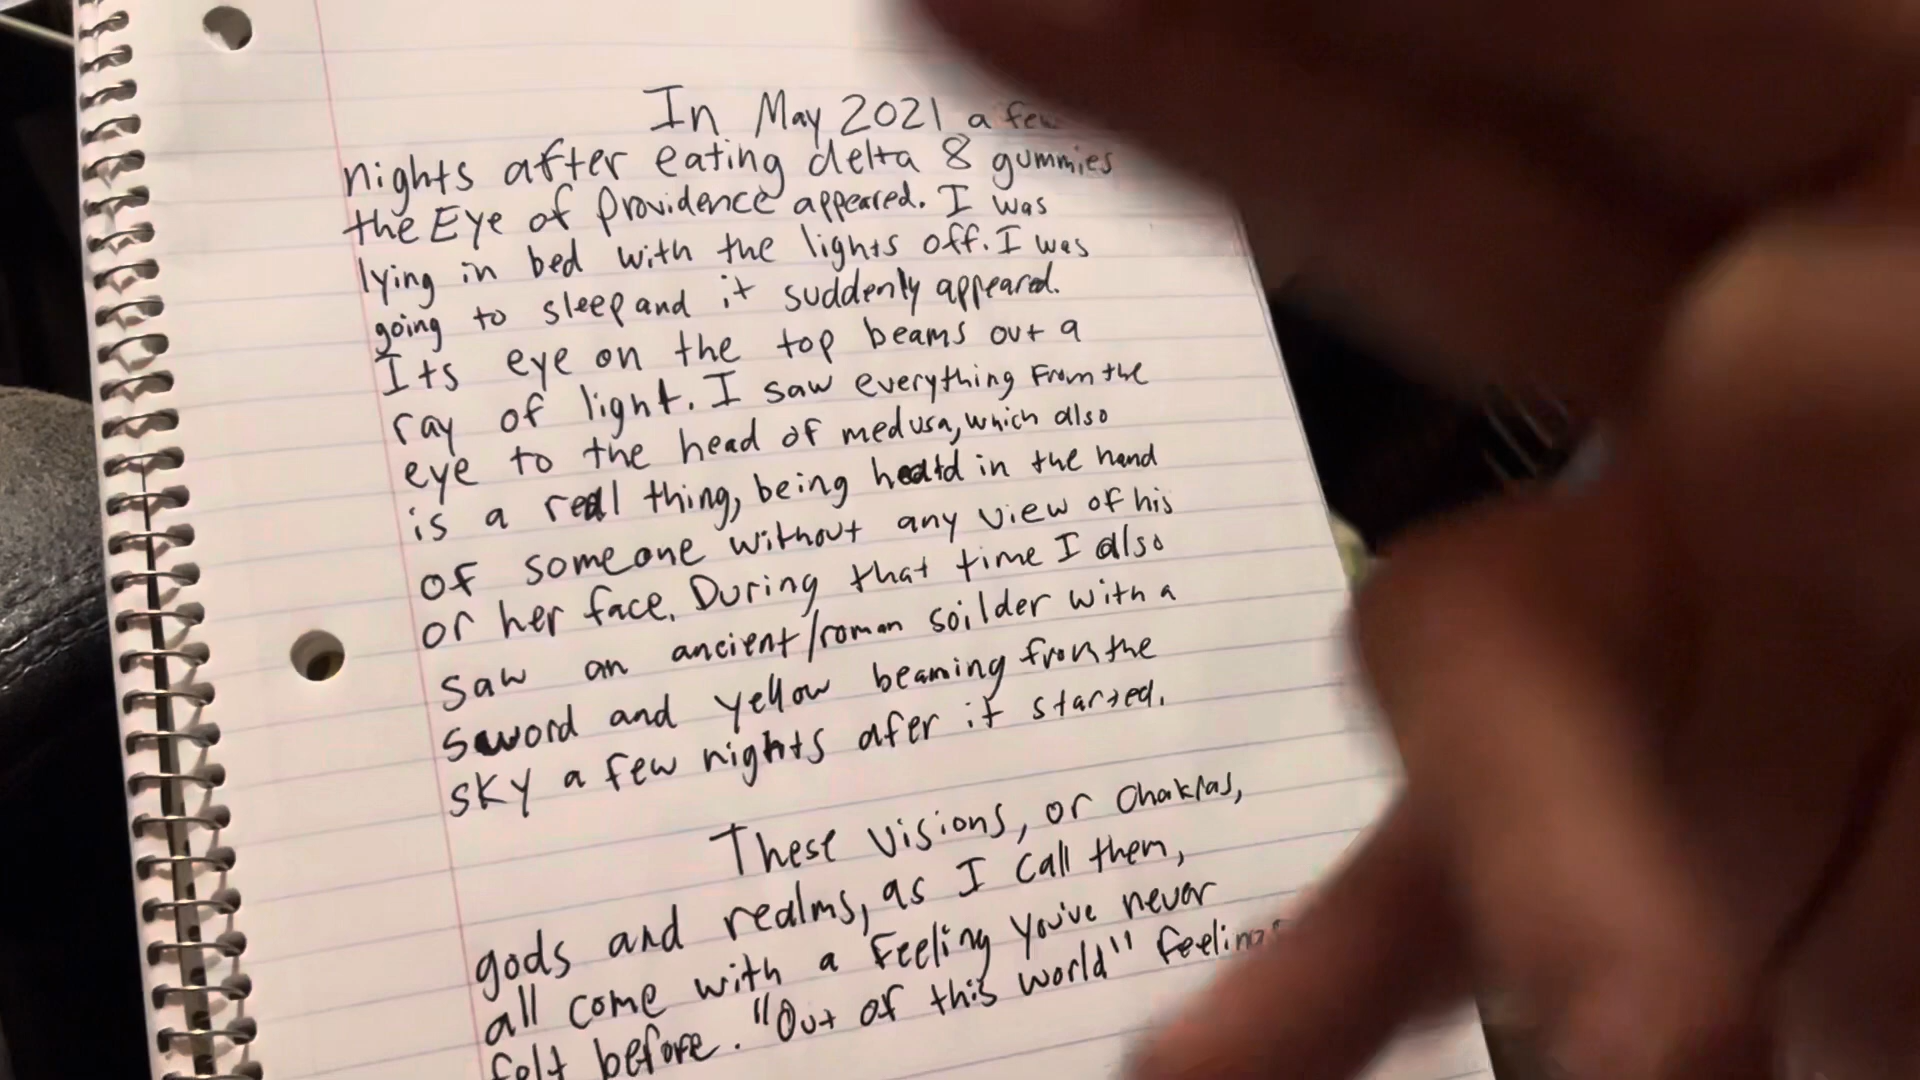 In May 2021 a few
nights after eating delta 8 gummies
the Eye of Providence appeared. I was
lying in bed with the lights off. I was
going to sleep and it suddenly appeared.
Its eye on the top beams out a
ray of light. I saw everything From the
eye to the head of medusa, which also
is a real thing, being in the hand
of someone without any view of his
or her face. During that time I also
saw an ancient/roman soilder with a
sword and yellow beaming from the
sky a few nights afer it started.
These visions, or Chakras,
gods and realms, as I call them,
all come with a feeling you've never
felt before. "Out of this world" feelings